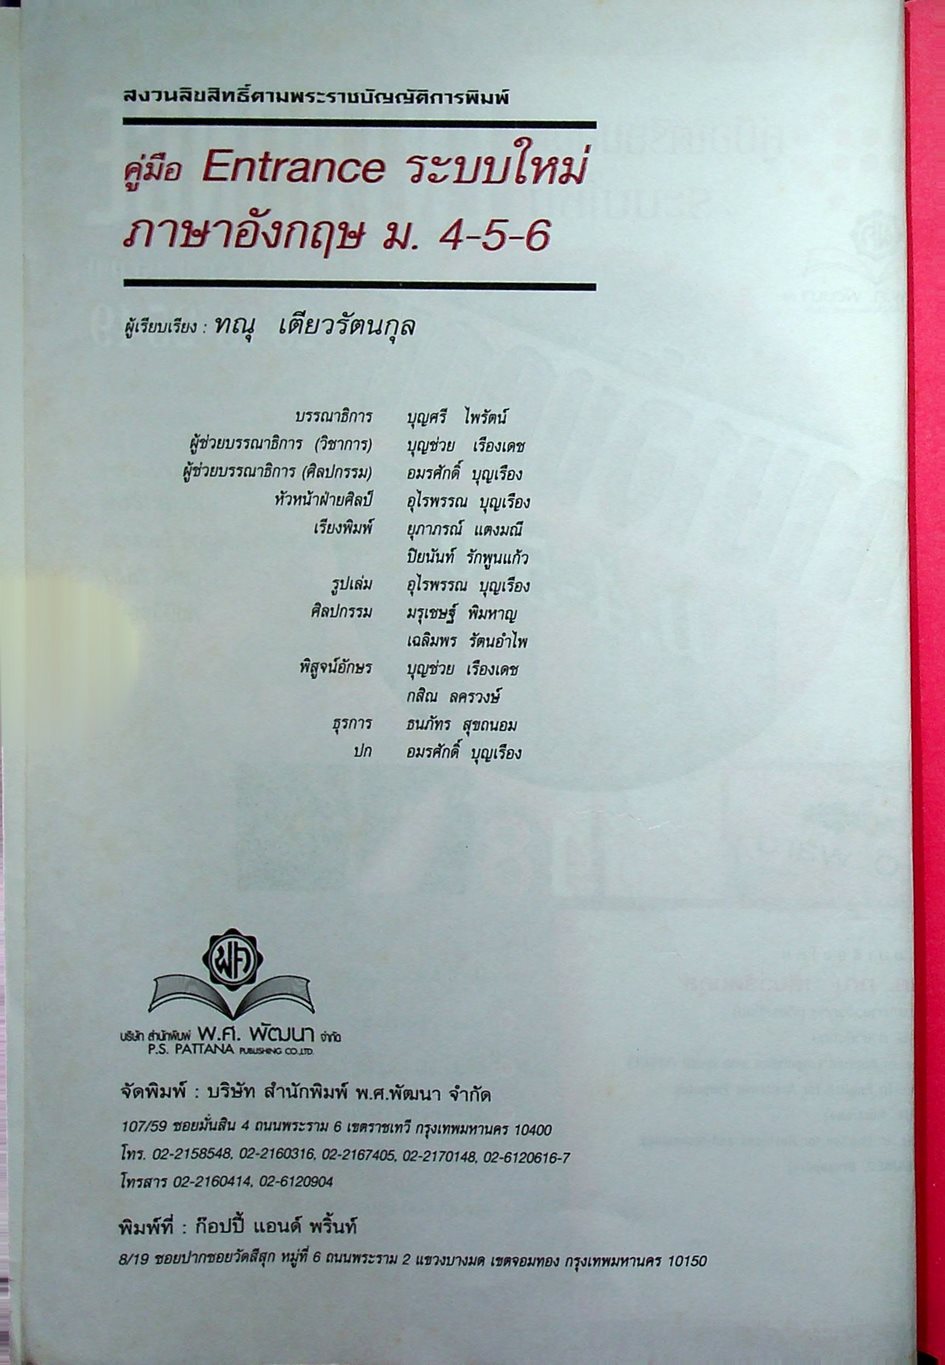 สงวนลิขสิทธิ์ตามพระราชบัญญัติการพิมพ์
คู่มือ Entrance ระบบใหม่
ภาษาอังกฤษ ม. 4-5-6
ผู้เรียบเรียง : ทณุ เตียวรัตนกุล
บรรณาธิการ บุญศรี ไพรัตน์
ผู้ช่วยบรรณาธิการ (วิชาการ) บุญช่วย เรืองเดช
ผู้ช่วยบรรณาธิการ (ศิลปกรรม) อมรศักดิ์ บุญเรือง
หัวหน้าฝ่ายศิลป์ อุไรพรรณ บุญเรือง
เรียงพิมพ์ ยุภาภรณ์ แดงมณี
ปิยนันท์ รักพูนแก้ว
รูปเล่ม อุไรพรรณ บุญเรือง
ศิลปกรรม มรุเชษฐ์ พิมหาญ
เฉลิมพร รัตนอำไพ
พิสูจน์อักษร บุญช่วย เรืองเดช
กสิณ ลครวงษ์
ธุรการ ธนภัทร สุขถนอม
ปก อมรศักดิ์ บุญเรือง
พศ
บริษัท สำนักพิมพ์ พ.ศ. พัฒนา จำกัด
P.S. PATTANA PUBLISHING CO.,LTD.
จัดพิมพ์ : บริษัท สำนักพิมพ์ พ.ศ.พัฒนา จำกัด
107/59 ซอยมั่นสิน 4 ถนนพระราม 6 เขตราชเทวี กรุงเทพมหานคร 10400
โทร. 02-2158548, 02-2160316, 02-2167405, 02-2170148, 02-6120616-7
โทรสาร 02-2160414, 02-6120904
พิมพ์ที่ : ก๊อปปี้ แอนด์ พริ้นท์
8/19 ซอยปากซอยวัดสีสุก หมู่ที่ 6 ถนนพระราม 2 แขวงบางมด เขตจอมทอง กรุงเทพมหานคร 10150